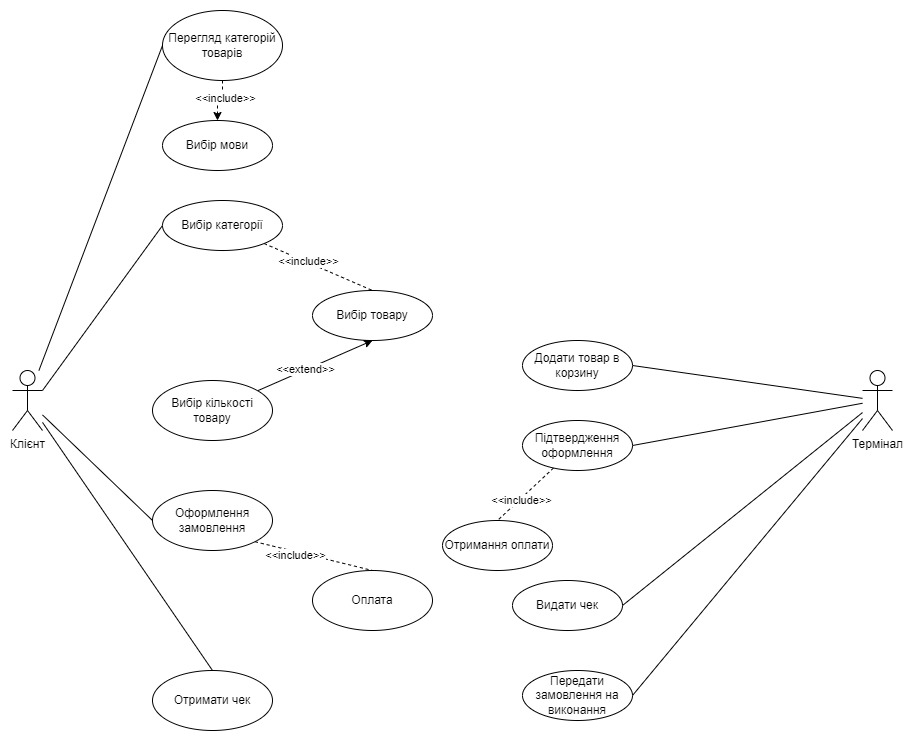 Перегляд категорій
товарів
<<include>>
Вибір мови
Вибір категорії
<<include>>
Вибір товару
<<extend>>
Вибір кількості
товару
Клієнт
Додати товар в
корзину
Підтвердження
оформлення
Термінал
<<include>>
Отримання оплати
Оформлення
замовлення
<<include>>
Оплата
Видати чек
Отримати чек
Передати
замовлення на
виконання